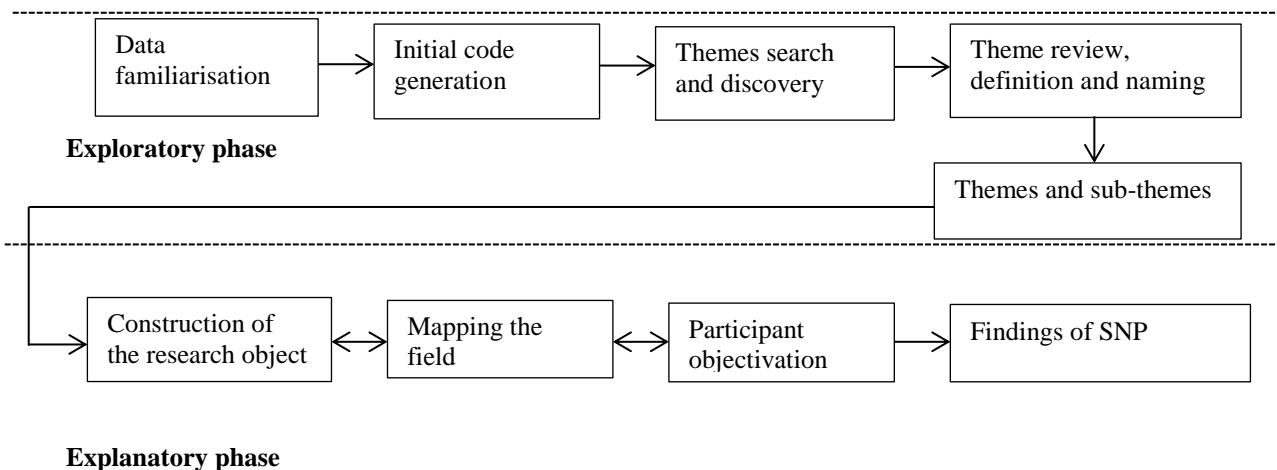 Data
familiarisation
Initial code
generation
Themes search
and discovery
Theme review,
definition and naming
Exploratory phase
Themes and sub-themes
Construction of
the research object
Mapping the
field
Participant
objectivation
Findings of SNP
Explanatory phase